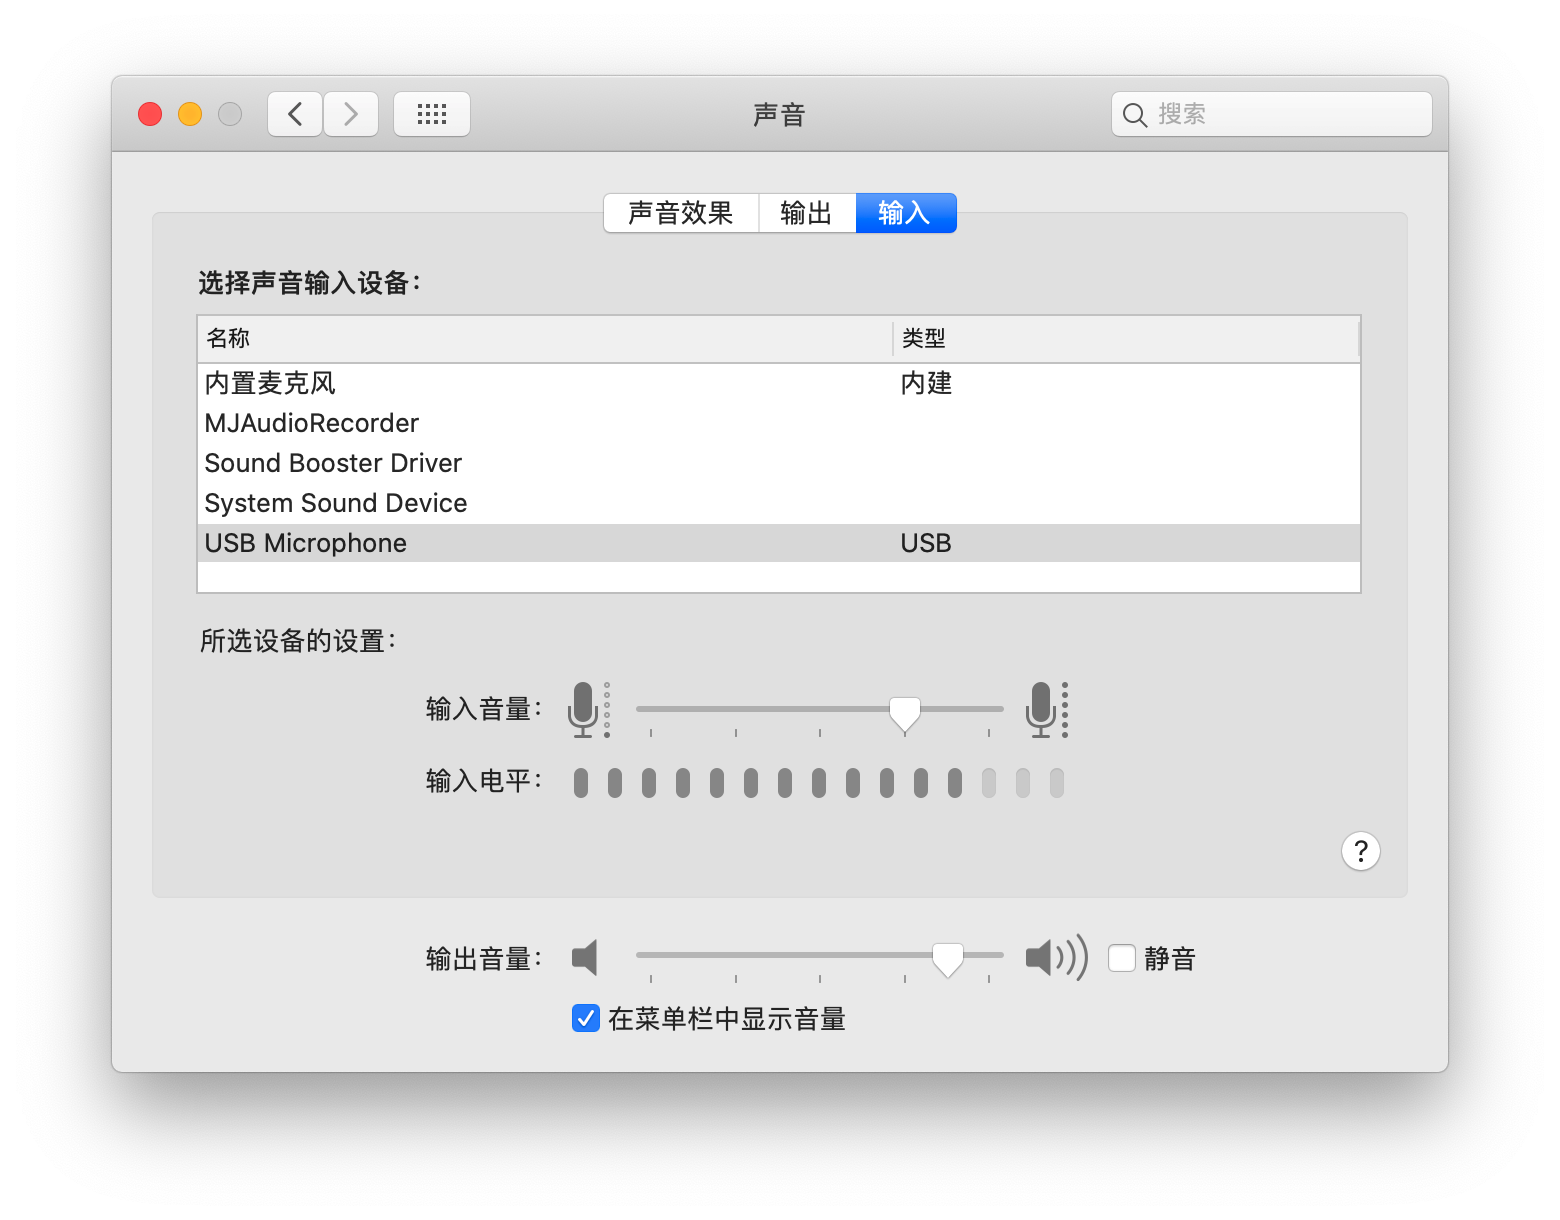 声音
搜索
声音效果 输出 输入
选择声音输入设备：
名称 类型
内置麦克风 内建
MJAudioRecorder
Sound Booster Driver
System Sound Device
USB Microphone USB
所选设备的设置：
输入音量：
输入电平：
?
输出音量： 静音
在菜单栏中显示音量